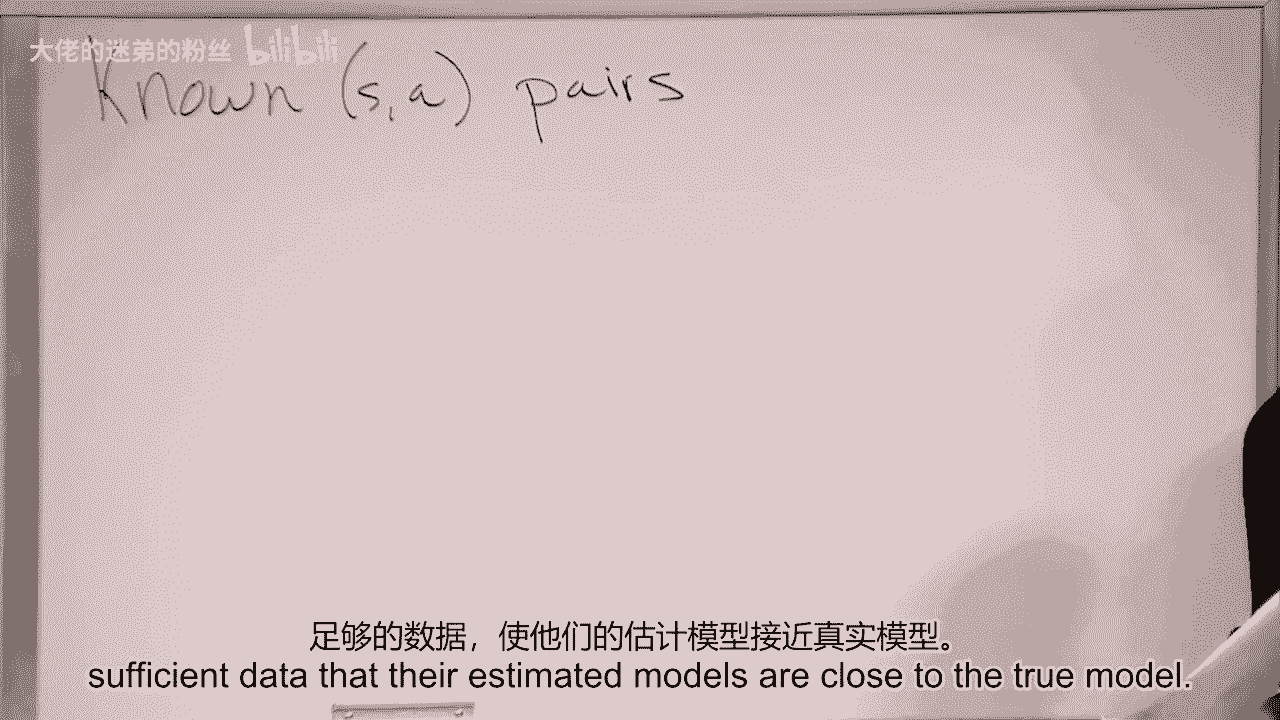 大佬的迷弟的粉丝 bilibili
Known (s,a) pairs
足够的数据，使他们的估计模型接近真实模型。
sufficient data that their estimated models are close to the true model.